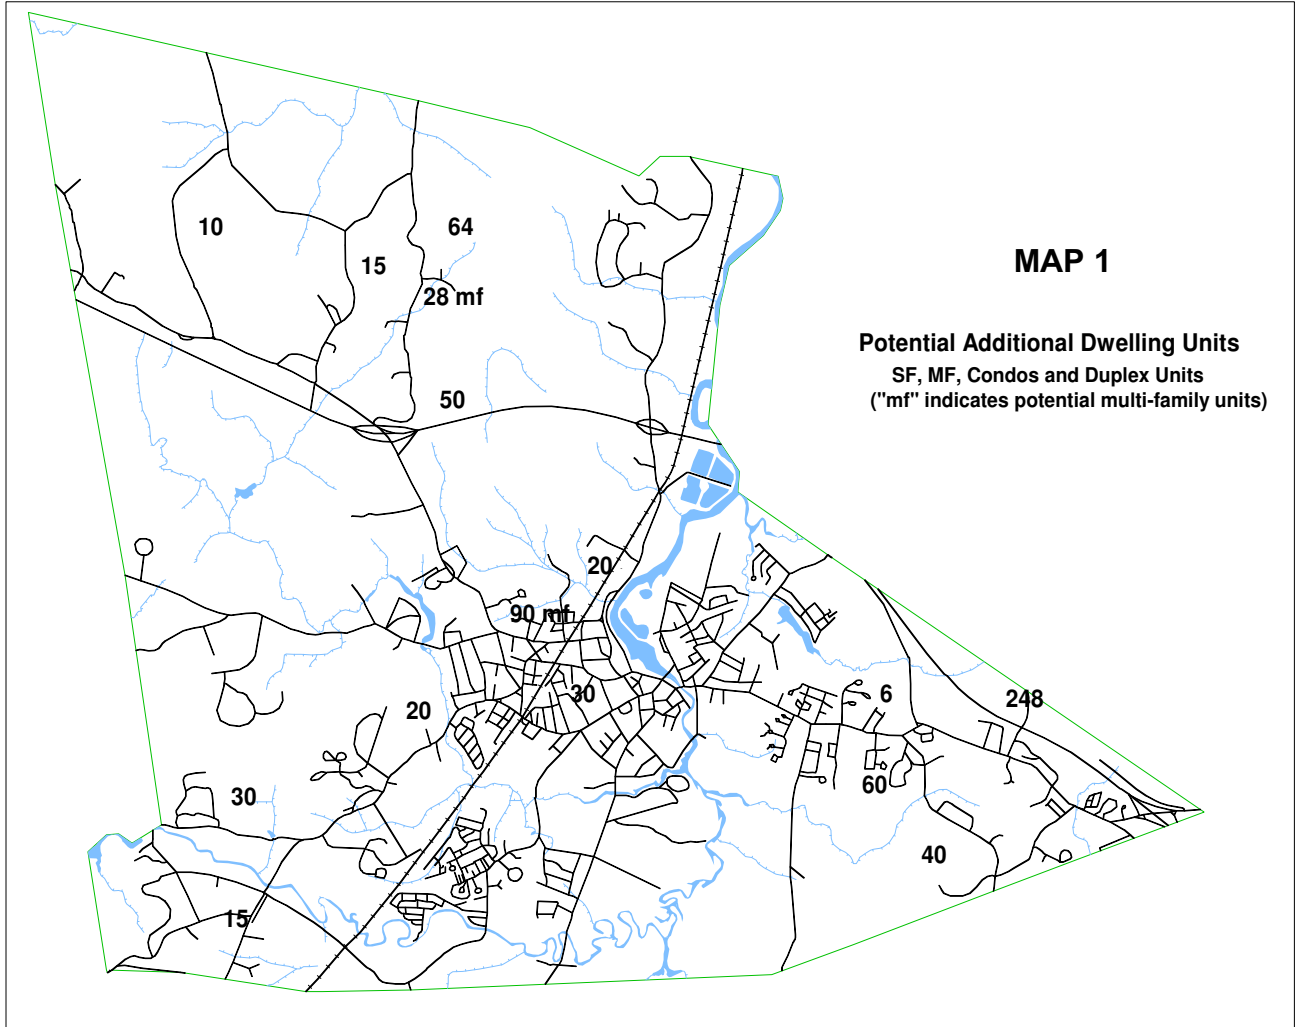 10
64
15
28 mf
MAP 1
Potential Additional Dwelling Units
SF, MF, Condos and Duplex Units
("mf" indicates potential multi-family units)
50
20
90 mf
30
6
248
20
60
30
40
15